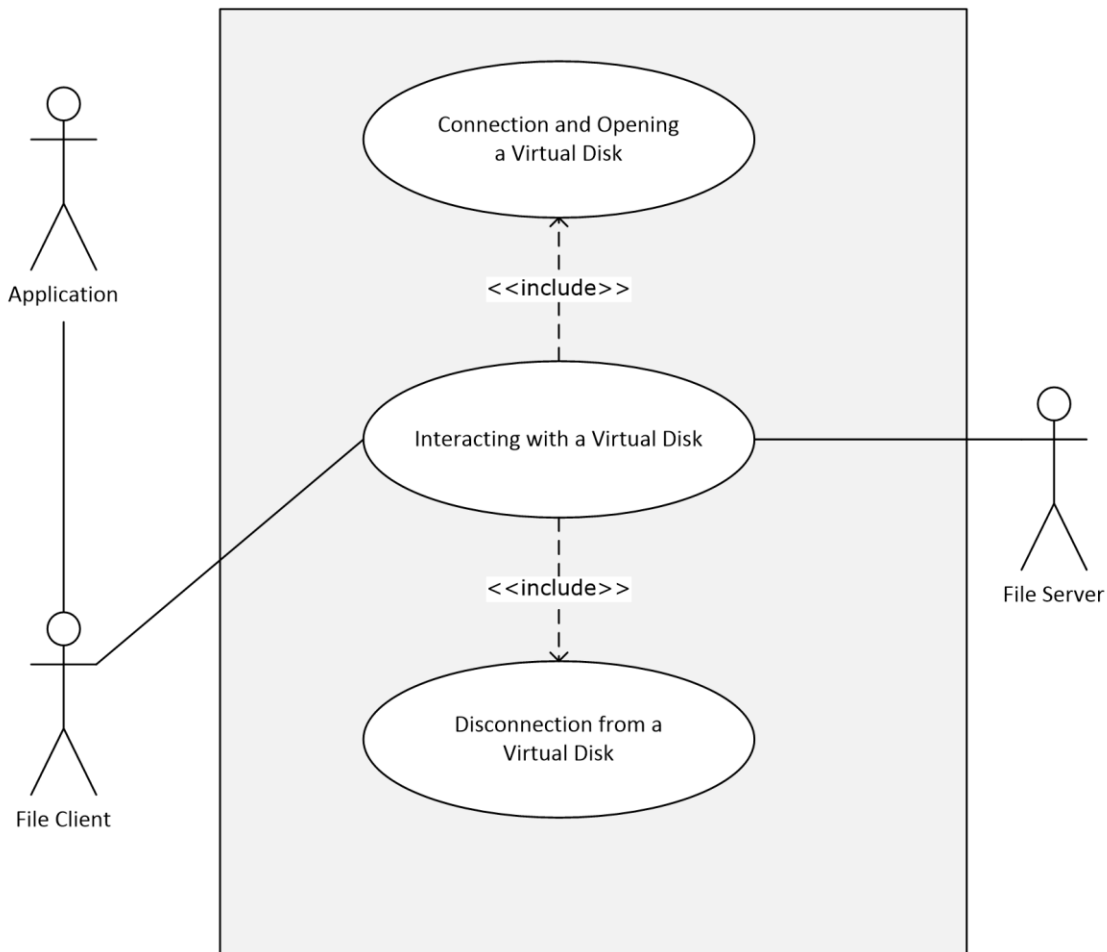 Connection and Opening
a Virtual Disk
Application
<<include>>
Interacting with a Virtual Disk
<<include>>
File Server
Disconnection from a
Virtual Disk
File Client